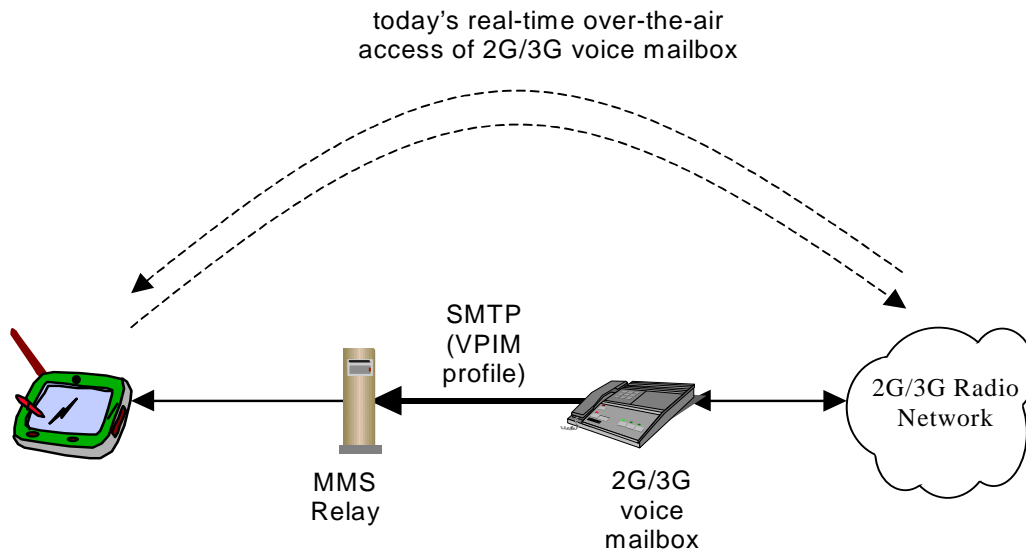 today's real-time over-the-air
access of 2G/3G voice mailbox
SMTP
(VPIM
profile)
2G/3G Radio
Network
MMS
Relay
2G/3G
voice
mailbox